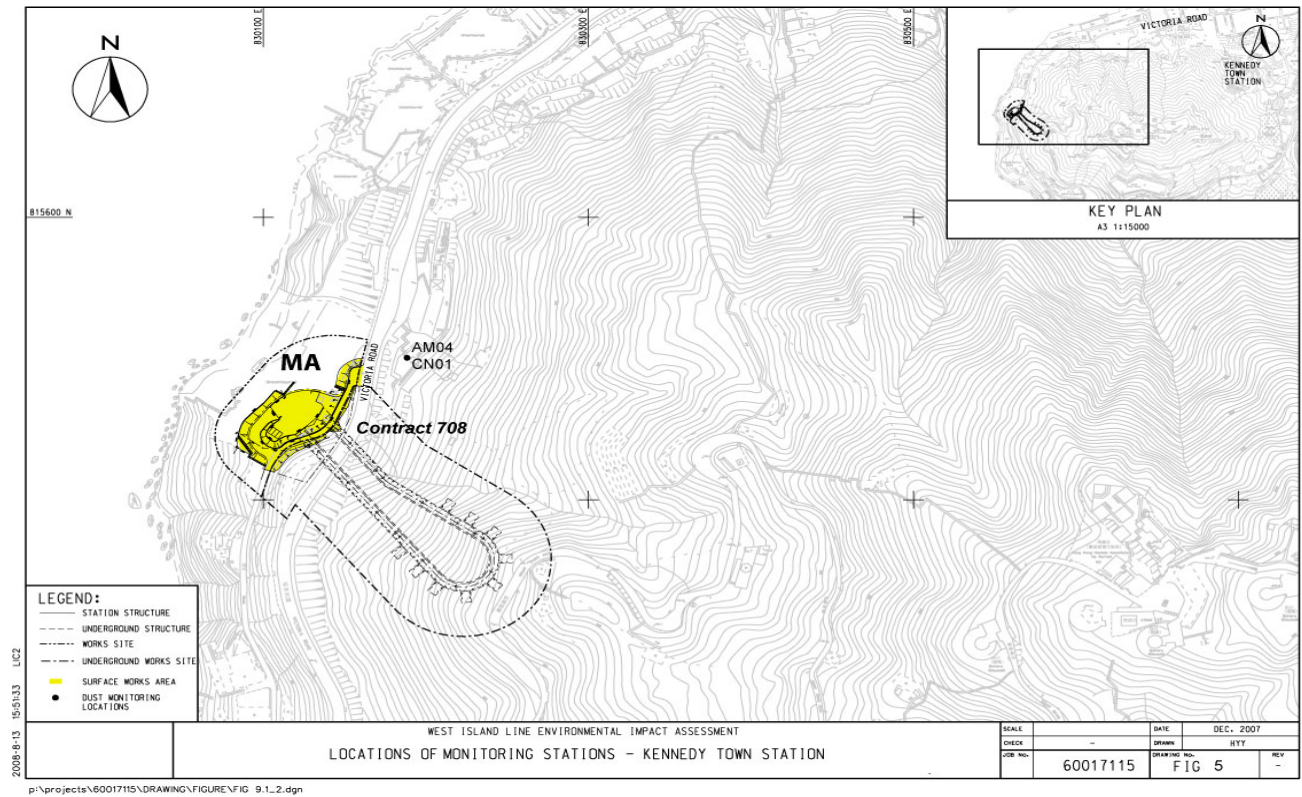 N
830100 E
830300 E
830500 E
VICTORIA ROAD
N
KENNEDY
TOWN
STATION
KEY PLAN
A3 1:15000
815600 N
MA
VICTORIA ROAD
AM04
CN01
Contract 708
LEGEND:
STATION STRUCTURE
UNDERGROUND STRUCTURE
WORKS SITE
UNDERGROUND WORKS SITE
SURFACE WORKS AREA
DUST MONITORING
LOCATIONS
2008-8-13 15:51:33 LIC2
WEST ISLAND LINE ENVIRONMENTAL IMPACT ASSESSMENT
LOCATIONS OF MONITORING STATIONS - KENNEDY TOWN STATION
SCALE
DATE DEC. 2007
CHECK -
DRAWN HYY
JOB No. 60017115
DRAWING No. FIG 5
REV -
p:\projects\60017115\DRAWING\FIGURE\FIG 9.1_2.dgn